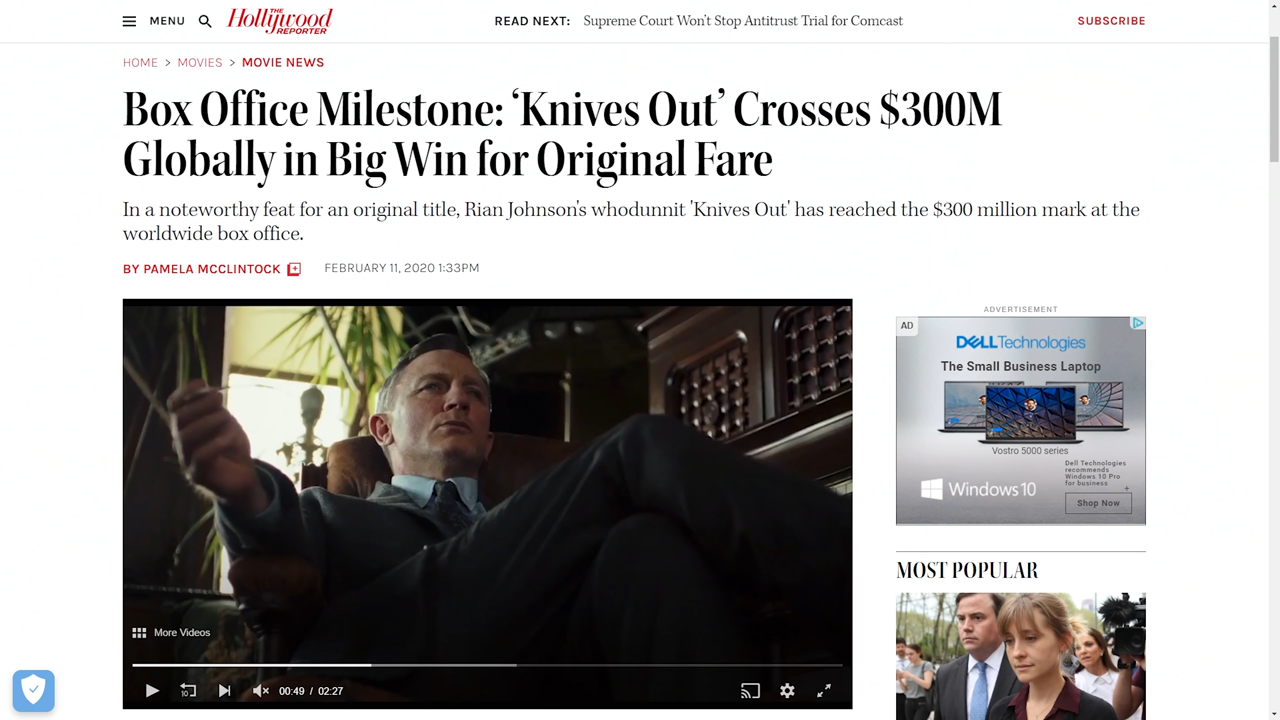 MENU
THE
Hollywood
REPORTER
READ NEXT: Supreme Court Won't Stop Antitrust Trial for Comcast
SUBSCRIBE
HOME > MOVIES > MOVIE NEWS
Box Office Milestone: ‘Knives Out’ Crosses $300M
Globally in Big Win for Original Fare
In a noteworthy feat for an original title, Rian Johnson's whodunnit 'Knives Out' has reached the $300 million mark at the
worldwide box office.
BY PAMELA MCCLINTOCK
FEBRUARY 11, 2020 1:33PM
More Videos
10
00:49 / 02:27
ADVERTISEMENT
AD
DELLTechnologies
The Small Business Laptop
Vostro 5000 series
Dell Technologies
recommends
Windows 10 Pro
for business
Windows 10
Shop Now
MOST POPULAR